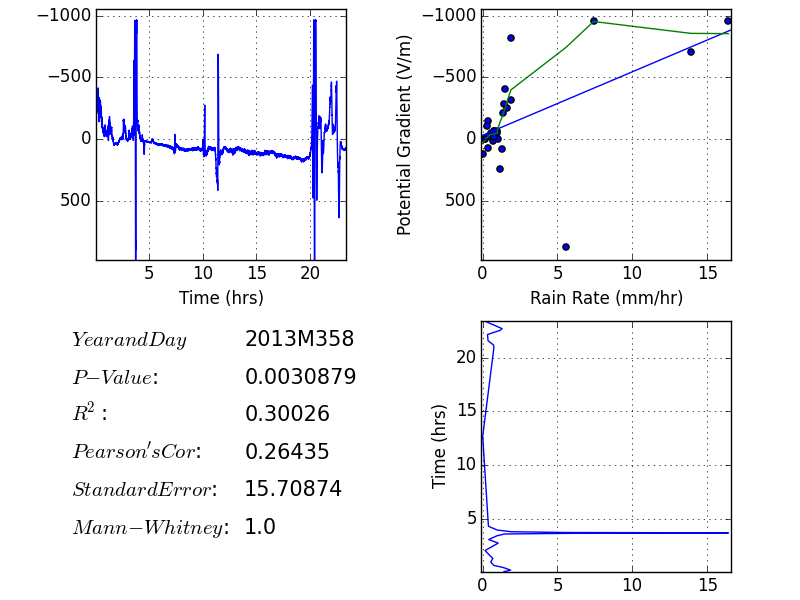 −1000
−500
0
500
5 10 15 20
Time (hrs)
−1000
−500
0
500
Potential Gradient (V/m)
0 5 10 15
Rain Rate (mm/hr)
YearandDay 2013M358
P−Value: 0.0030879
R²: 0.30026
Pearson′sCor: 0.26435
StandardError: 15.70874
Mann−Whitney: 1.0
20
15
10
5
Time (hrs)
0 5 10 15